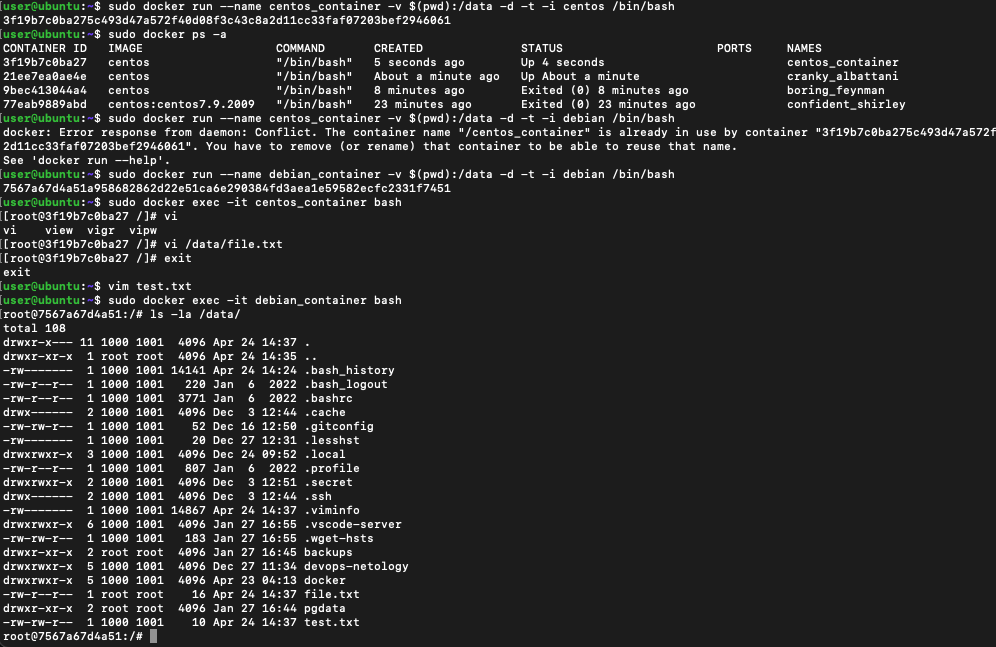 [user@ubuntu:~$ sudo docker run --name centos_container -v $(pwd):/data -d -t -i centos /bin/bash
3f19b7c0ba275c493d47a572f40d08f3c43c8a2d11cc33faf07203bef2946061
[user@ubuntu:~$ sudo docker ps -a
CONTAINER ID   IMAGE                   COMMAND       CREATED              STATUS                      PORTS     NAMES
3f19b7c0ba27   centos                  "/bin/bash"   5 seconds ago        Up 4 seconds                          centos_container
21ee7ea0ae4e   centos                  "/bin/bash"   About a minute ago   Up About a minute                     cranky_albattani
9bec413044a4   centos                  "/bin/bash"   8 minutes ago        Exited (0) 8 minutes ago              boring_feynman
77eab9889abd   centos:centos7.9.2009   "/bin/bash"   23 minutes ago       Exited (0) 23 minutes ago             confident_shirley
[user@ubuntu:~$ sudo docker run --name centos_container -v $(pwd):/data -d -t -i debian /bin/bash
docker: Error response from daemon: Conflict. The container name "/centos_container" is already in use by container "3f19b7c0ba275c493d47a572f
2d11cc33faf07203bef2946061". You have to remove (or rename) that container to be able to reuse that name.
See 'docker run --help'.
[user@ubuntu:~$ sudo docker run --name debian_container -v $(pwd):/data -d -t -i debian /bin/bash
7567a67d4a51a958682862d22e51ca6e290384fd3aea1e59582ecfc2331f7451
[user@ubuntu:~$ sudo docker exec -it centos_container bash
[[root@3f19b7c0ba27 /]# vi
vi    view  vigr  vipw
[[root@3f19b7c0ba27 /]# vi /data/file.txt
[[root@3f19b7c0ba27 /]# exit
exit
[user@ubuntu:~$ vim test.txt
[user@ubuntu:~$ sudo docker exec -it debian_container bash
[root@7567a67d4a51:/# ls -la /data/
total 108
drwxr-x--- 11 1000 1001  4096 Apr 24 14:37 .
drwxr-xr-x  1 root root  4096 Apr 24 14:35 ..
-rw-------  1 1000 1001 14141 Apr 24 14:24 .bash_history
-rw-r--r--  1 1000 1001   220 Jan  6  2022 .bash_logout
-rw-r--r--  1 1000 1001  3771 Jan  6  2022 .bashrc
drwx------  2 1000 1001  4096 Dec  3 12:44 .cache
-rw-rw-r--  1 1000 1001    52 Dec 16 12:50 .gitconfig
-rw-------  1 1000 1001    20 Dec 27 12:31 .lesshst
drwxrwxr-x  3 1000 1001  4096 Dec 24 09:52 .local
-rw-r--r--  1 1000 1001   807 Jan  6  2022 .profile
drwxrwxr-x  2 1000 1001  4096 Dec  3 12:51 .secret
drwx------  2 1000 1001  4096 Dec  3 12:44 .ssh
-rw-------  1 1000 1001 14867 Apr 24 14:37 .viminfo
drwxrwxr-x  6 1000 1001  4096 Jan 27 16:55 .vscode-server
-rw-rw-r--  1 1000 1001   183 Jan 27 16:55 .wget-hsts
drwxr-xr-x  2 root root  4096 Jan 27 16:45 backups
drwxrwxr-x  5 1000 1001  4096 Dec 27 11:34 devops-netology
drwxrwxr-x  5 1000 1001  4096 Apr 23 04:13 docker
-rw-r--r--  1 root root    16 Apr 24 14:37 file.txt
drwxr-xr-x  2 root root  4096 Jan 27 16:44 pgdata
-rw-rw-r--  1 1000 1001    10 Apr 24 14:37 test.txt
root@7567a67d4a51:/#